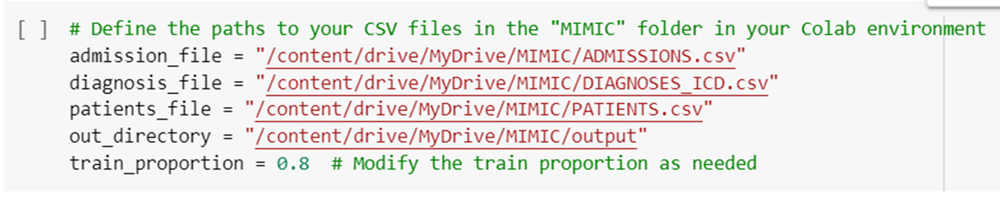 [ ] # Define the paths to your CSV files in the "MIMIC" folder in your Colab environment
admission_file = "/content/drive/MyDrive/MIMIC/ADMISSIONS.csv"
diagnosis_file = "/content/drive/MyDrive/MIMIC/DIAGNOSES_ICD.csv"
patients_file = "/content/drive/MyDrive/MIMIC/PATIENTS.csv"
out_directory = "/content/drive/MyDrive/MIMIC/output"
train_proportion = 0.8  # Modify the train proportion as needed